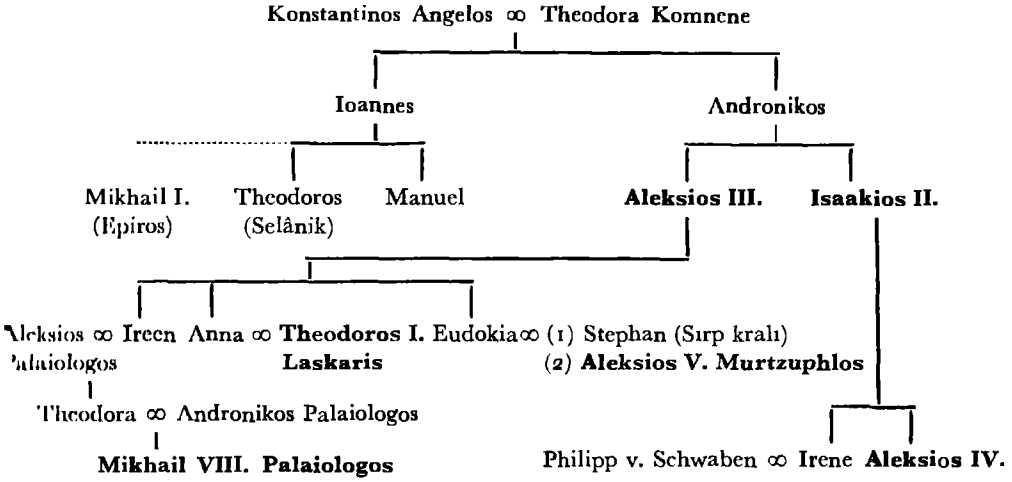 Konstantinos Angelos ∞ Theodora Komnene
Ioannes Andronikos
Mikhail I. Theodoros Manuel Aleksios III. Isaakios II.
(Epiros) (Selânik)
Aleksios ∞ Ireen Anna ∞ Theodoros I. Eudokia ∞ (1) Stephan (Sırp kralı)
Palaiologos Laskaris (2) Aleksios V. Murtzuphlos
Theodora ∞ Andronikos Palaiologos
Mikhail VIII. Palaiologos Philipp v. Schwaben ∞ Irene Aleksios IV.